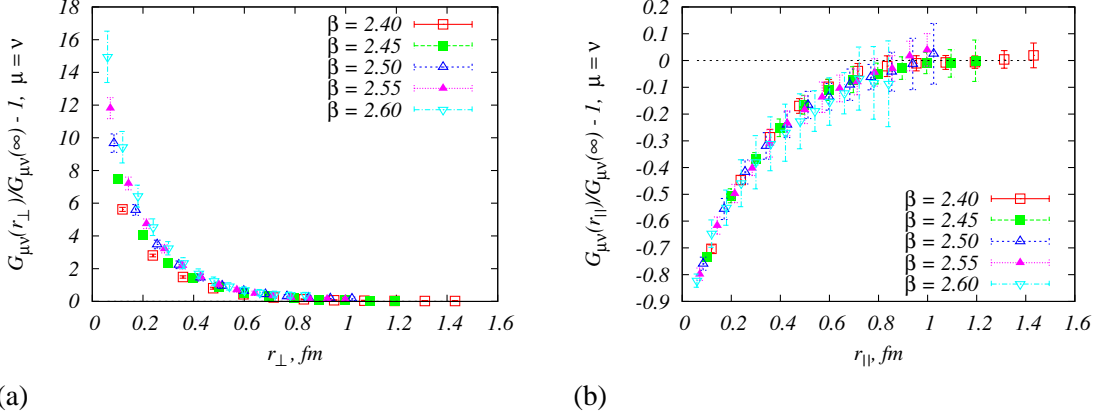 G_μν(r_⊥)/G_μν(∞) - 1, μ = ν
18
16
14
12
10
8
6
4
2
0
0 0.2 0.4 0.6 0.8 1 1.2 1.4 1.6
r_⊥, fm
β = 2.40
β = 2.45
β = 2.50
β = 2.55
β = 2.60
(a)
G_μν(r_||)/G_μν(∞) - 1, μ = ν
0.2
0.1
0
-0.1
-0.2
-0.3
-0.4
-0.5
-0.6
-0.7
-0.8
-0.9
0 0.2 0.4 0.6 0.8 1 1.2 1.4 1.6
r_||, fm
β = 2.40
β = 2.45
β = 2.50
β = 2.55
β = 2.60
(b)